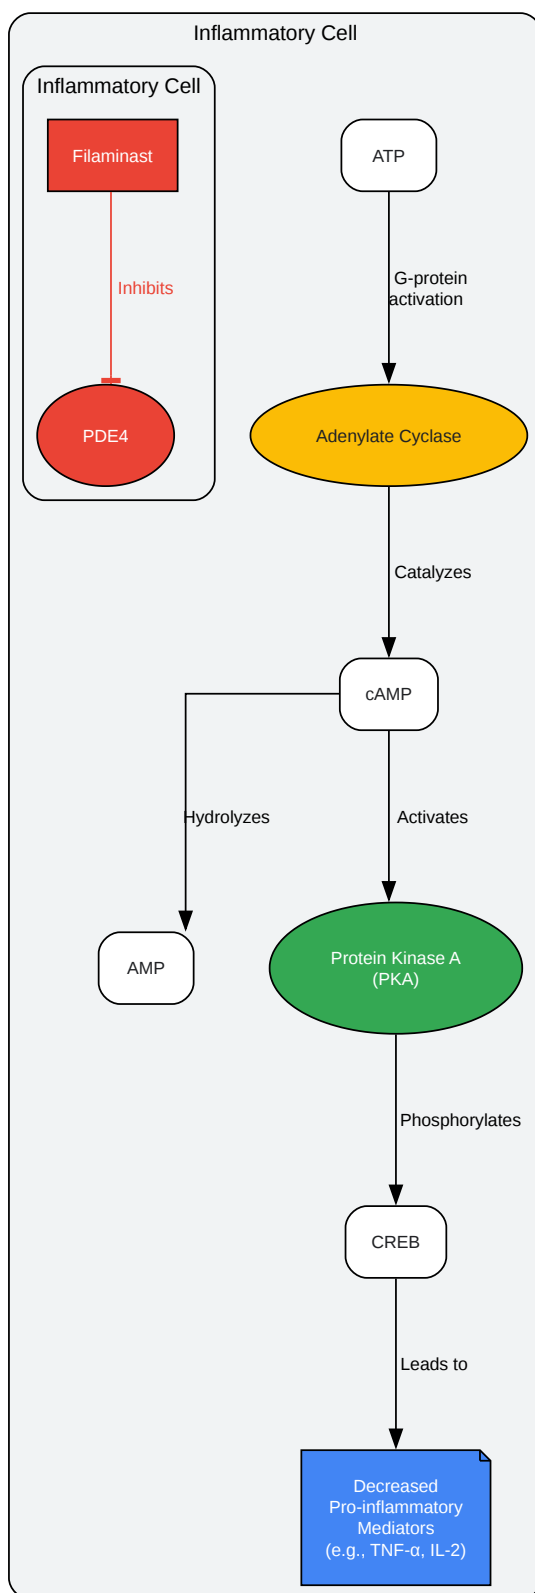 Inflammatory Cell
Inflammatory Cell
Filaminast
ATP
Inhibits
G-protein
activation
PDE4
Adenylate Cyclase
Catalyzes
cAMP
Hydrolyzes
Activates
AMP
Protein Kinase A
(PKA)
Phosphorylates
CREB
Leads to
Decreased
Pro-inflammatory
Mediators
(e.g., TNF-α, IL-2)